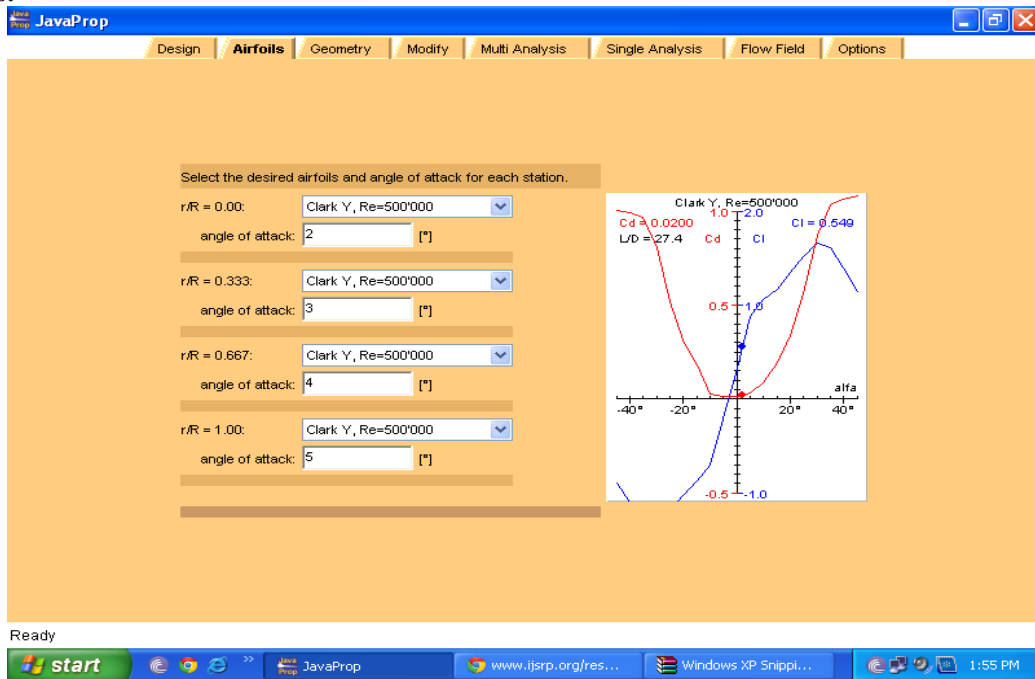 JavaProp
Design Airfoils Geometry Modify Multi Analysis Single Analysis Flow Field Options
Select the desired airfoils and angle of attack for each station.
r/R = 0.00: Clark Y, Re=500'000
angle of attack: 2 [°]
r/R = 0.333: Clark Y, Re=500'000
angle of attack: 3 [°]
r/R = 0.667: Clark Y, Re=500'000
angle of attack: 4 [°]
r/R = 1.00: Clark Y, Re=500'000
angle of attack: 5 [°]
Clark Y, Re=500'000
1.0 2.0
Cd = 0.0200 Cl = 0.549
L/D = 27.4 Cd Cl
0.5 1.0
alfa
-40° -20° 20° 40°
-0.5 -1.0
Ready
start JavaProp www.ijsrp.org/res... Windows XP Snippi... 1:55 PM